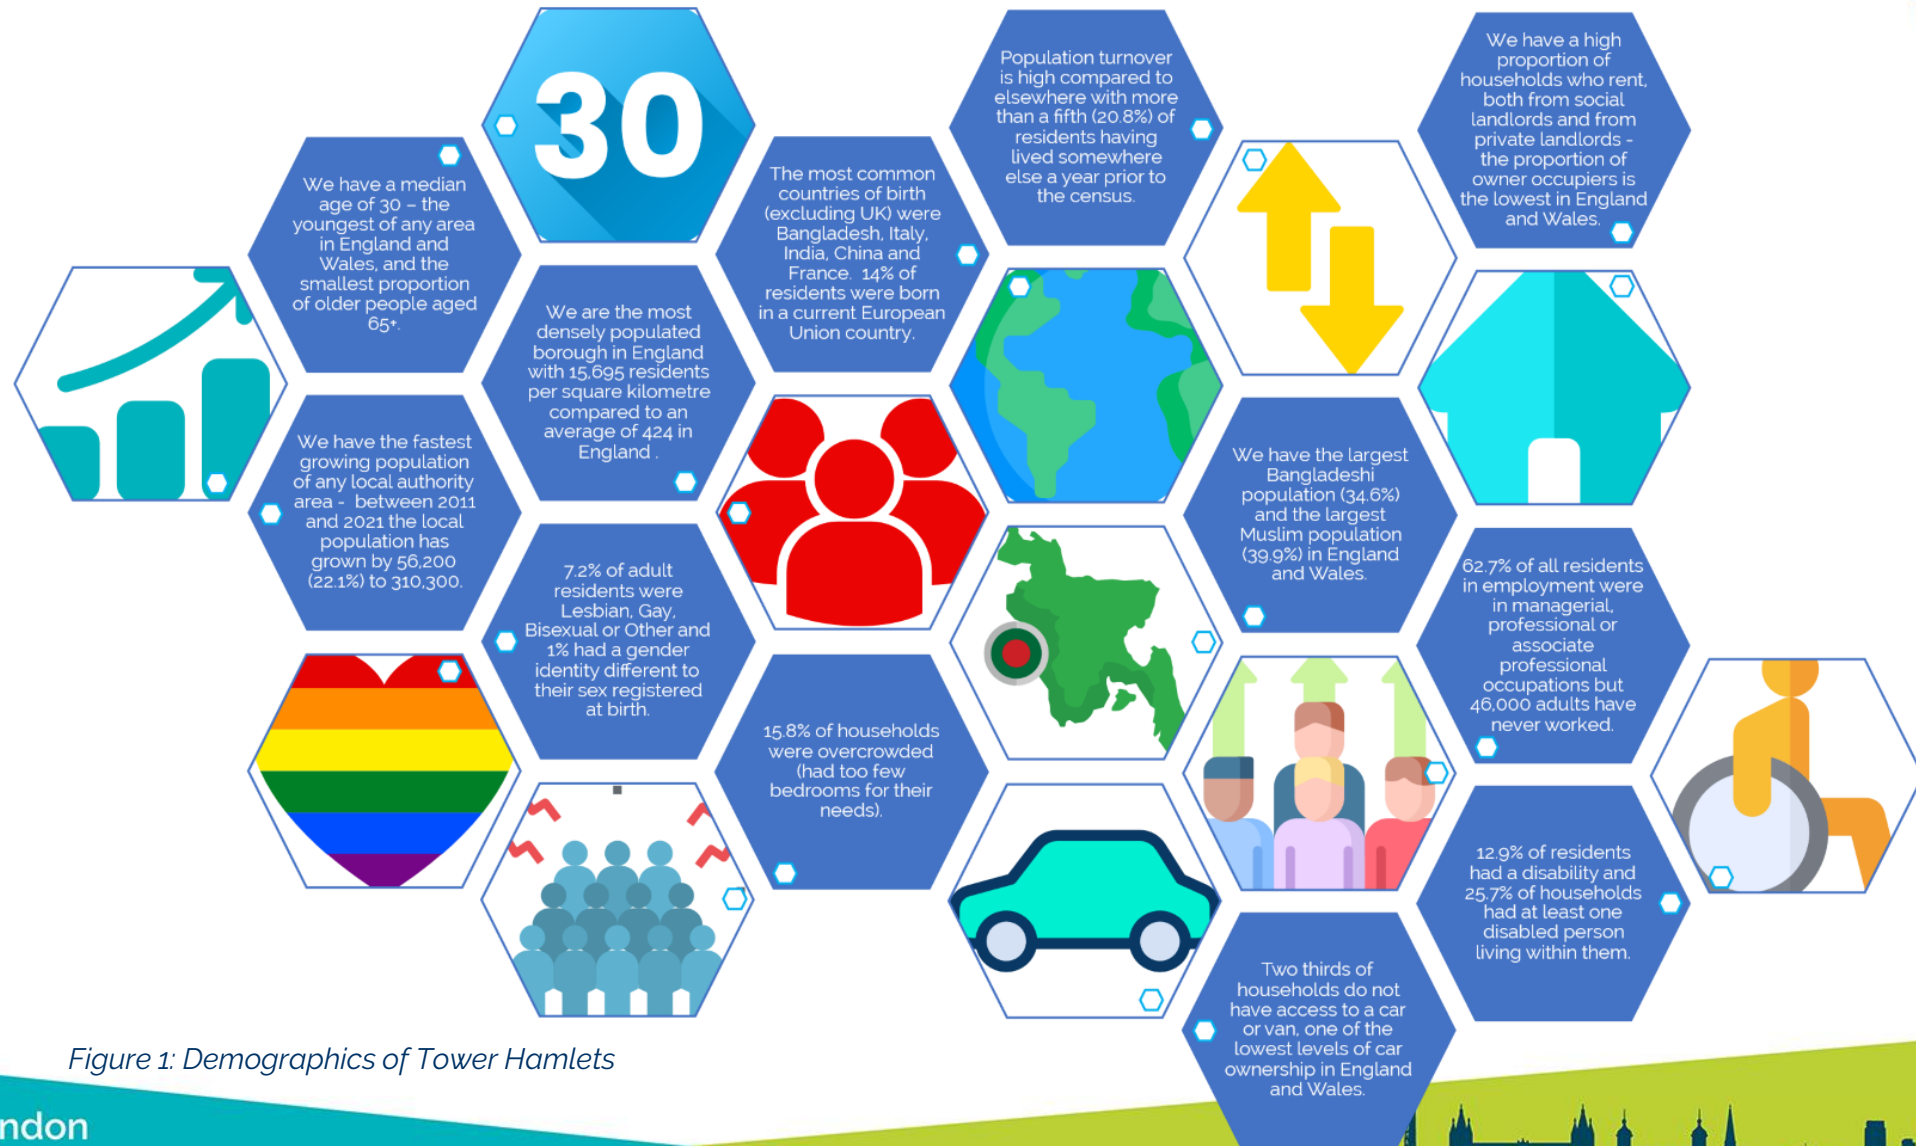 30
We have a median
age of 30 – the
youngest of any area
in England and
Wales, and the
smallest proportion
of older people aged
65+.
The most common
countries of birth
(excluding UK) were
Bangladesh, Italy,
India, China and
France.  14% of
residents were born
in a current European
Union country.
Population turnover
is high compared to
elsewhere with more
than a fifth (20.8%) of
residents having
lived somewhere
else a year prior to
the census.
We have a high
proportion of
households who rent,
both from social
landlords and from
private landlords -
the proportion of
owner occupiers is
the lowest in England
and Wales.
We are the most
densely populated
borough in England
with 15,695 residents
per square kilometre
compared to an
average of 424 in
England .
We have the fastest
growing population
of any local authority
area -  between 2011
and 2021 the local
population has
grown by 56,200
(22.1%) to 310,300.
We have the largest
Bangladeshi
population (34.6%)
and the largest
Muslim population
(39.9%) in England
and Wales.
7.2% of adult
residents were
Lesbian, Gay,
Bisexual or Other and
1% had a gender
identity different to
their sex registered
at birth.
62.7% of all residents
in employment were
in managerial,
professional or
associate
professional
occupations but
46,000 adults have
never worked.
15.8% of households
were overcrowded
(had too few
bedrooms for their
needs).
12.9% of residents
had a disability and
25.7% of households
had at least one
disabled person
living within them.
Two thirds of
households do not
have access to a car
or van, one of the
lowest levels of car
ownership in England
and Wales.
Figure 1: Demographics of Tower Hamlets
ndon